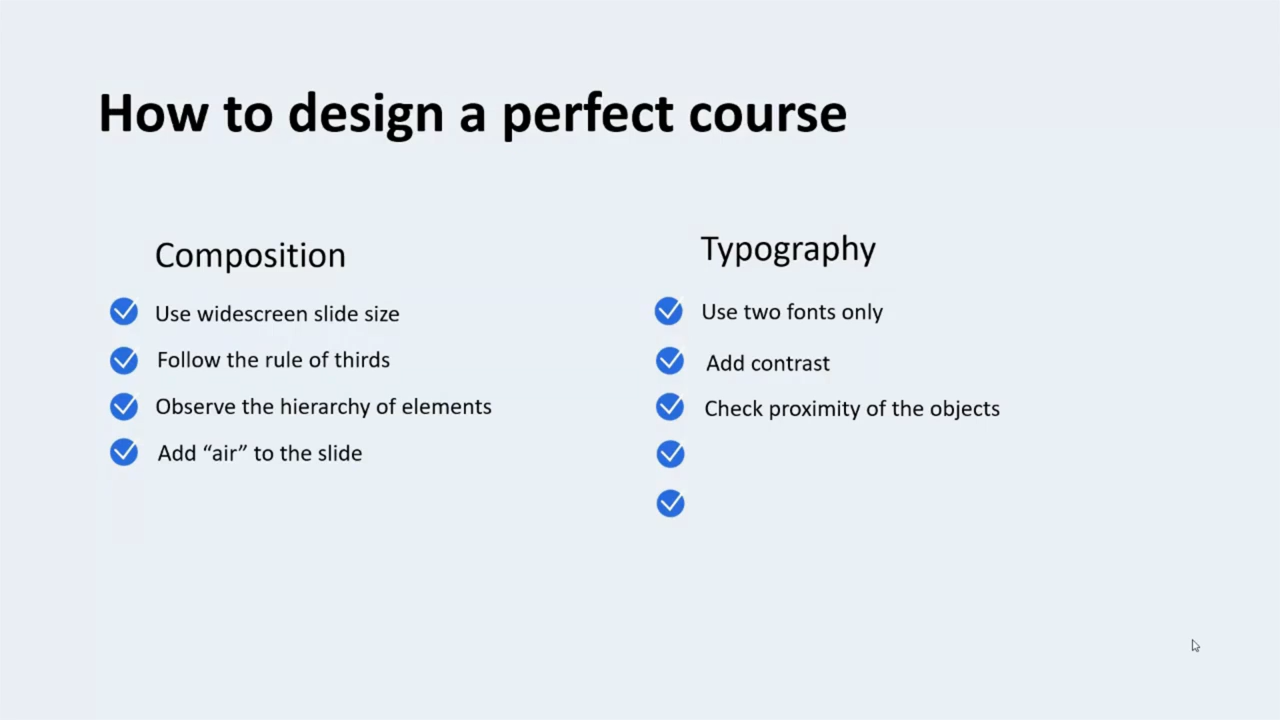 How to design a perfect course
Composition
Use widescreen slide size
Follow the rule of thirds
Observe the hierarchy of elements
Add “air” to the slide
Typography
Use two fonts only
Add contrast
Check proximity of the objects